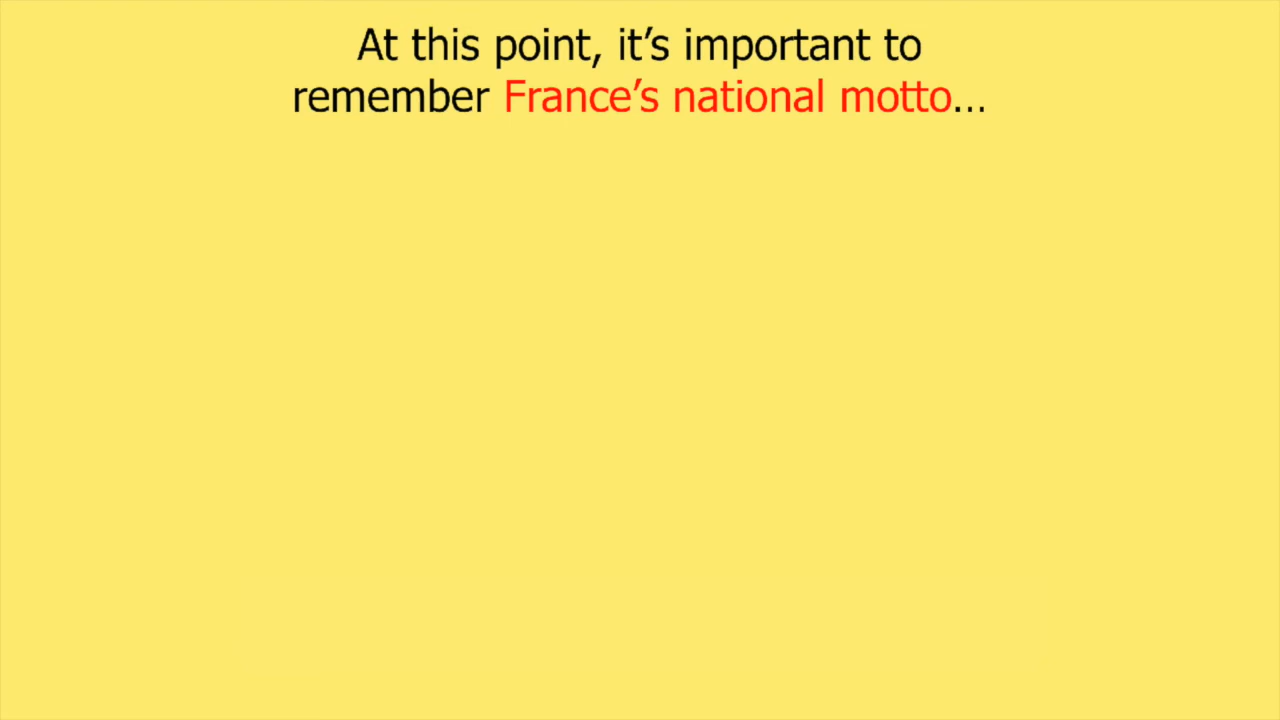 At this point, it’s important to
remember France’s national motto…